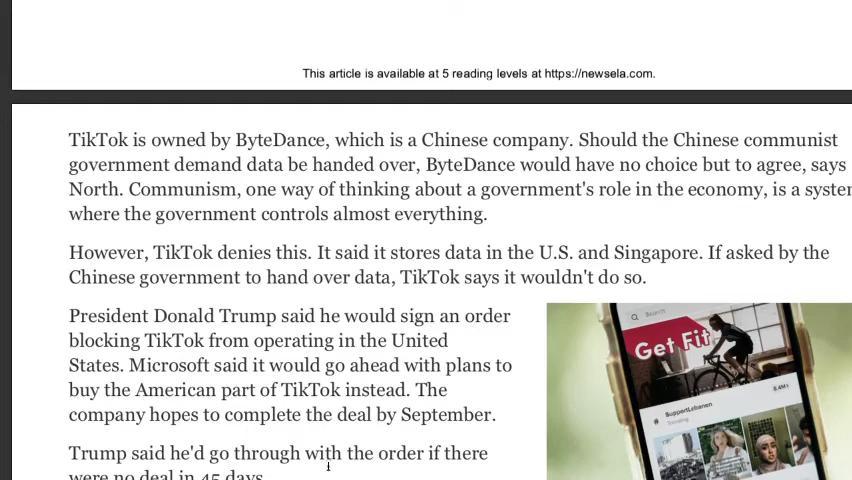 This article is available at 5 reading levels at https://newsela.com.
TikTok is owned by ByteDance, which is a Chinese company. Should the Chinese communist
government demand data be handed over, ByteDance would have no choice but to agree, says
North. Communism, one way of thinking about a government's role in the economy, is a
where the government controls almost everything.
However, TikTok denies this. It said it stores data in the U.S. and Singapore. If asked by the
Chinese government to hand over data, TikTok says it wouldn't do so.
President Donald Trump said he would sign an order
blocking TikTok from operating in the United
States. Microsoft said it would go ahead with plans to
buy the American part of TikTok instead. The
company hopes to complete the deal by September.
Trump said he'd go through with the order if there
were no deal in 45 days.
Search
Get Fit
8.4M
SupportLebanon
Trending